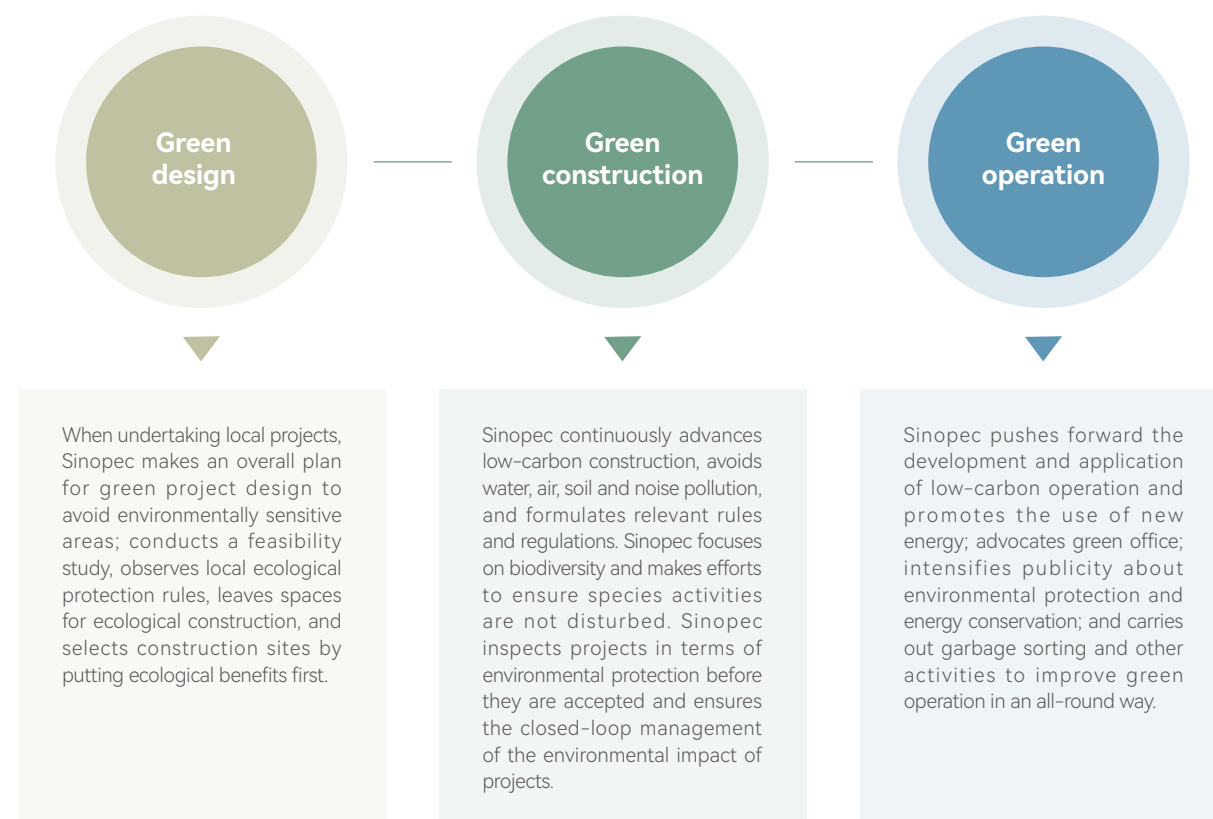 Green
design
Green
construction
Green
operation
When undertaking local projects,
Sinopec makes an overall plan
for green project design to
avoid environmentally sensitive
areas; conducts a feasibility
study, observes local ecological
protection rules, leaves spaces
for ecological construction, and
selects construction sites by
putting ecological benefits first.
Sinopec continuously advances
low-carbon construction, avoids
water, air, soil and noise pollution,
and formulates relevant rules
and regulations. Sinopec focuses
on biodiversity and makes efforts
to ensure species activities
are not disturbed. Sinopec
inspects projects in terms of
environmental protection before
they are accepted and ensures
the closed-loop management
of the environmental impact of
projects.
Sinopec pushes forward the
development and application
of low-carbon operation and
promotes the use of new
energy; advocates green office;
intensifies publicity about
environmental protection and
energy conservation; and carries
out garbage sorting and other
activities to improve green
operation in an all-round way.